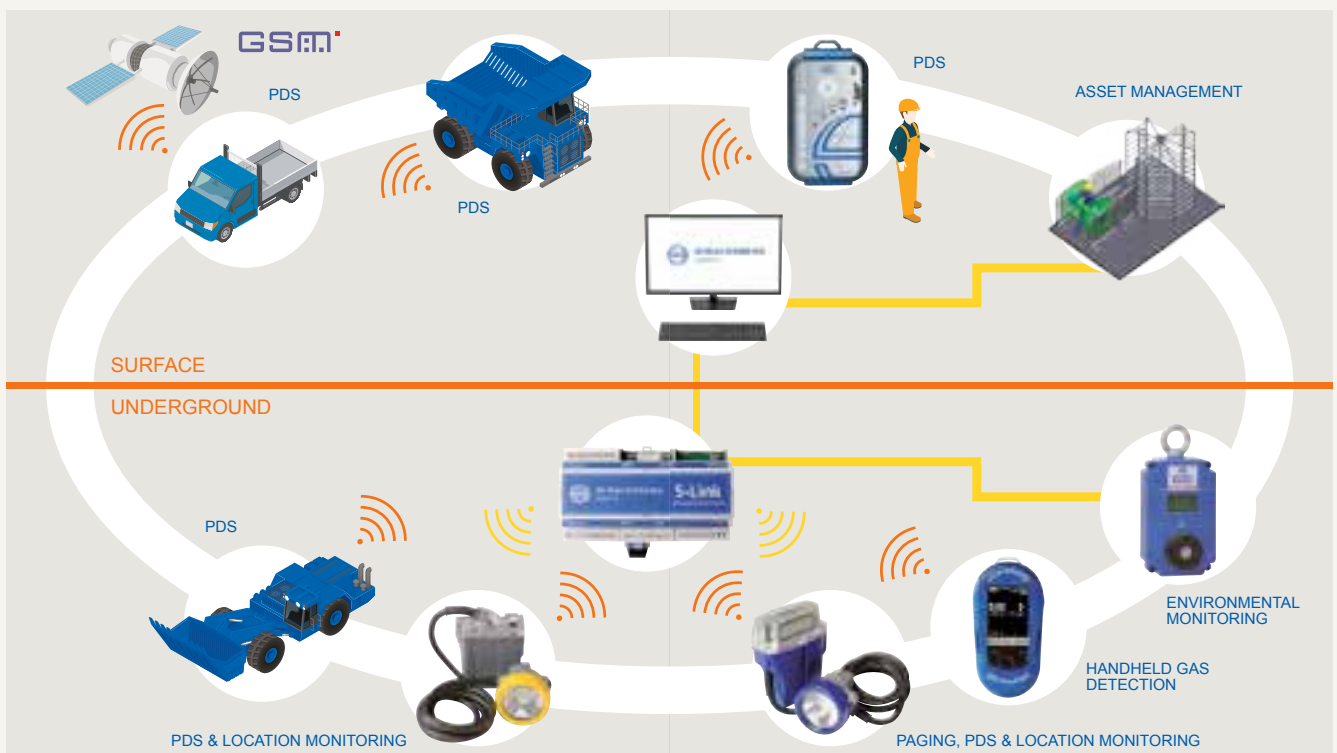 GSM
PDS
PDS
PDS
ASSET MANAGEMENT
SURFACE
UNDERGROUND
S-Link
PDS
ENVIRONMENTAL
MONITORING
HANDHELD GAS
DETECTION
PDS & LOCATION MONITORING
PAGING, PDS & LOCATION MONITORING